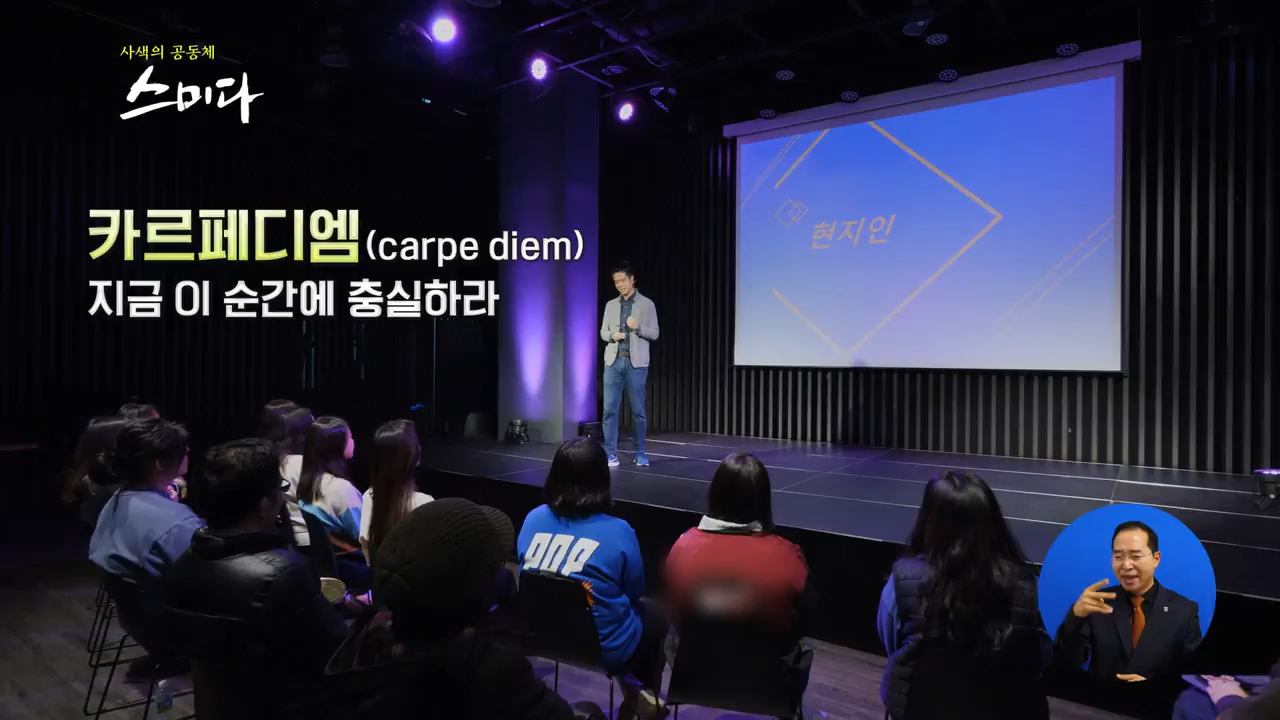 사색의 공동체
스미다
카르페디엠(carpe diem)
지금 이 순간에 충실하라
현지인
POP